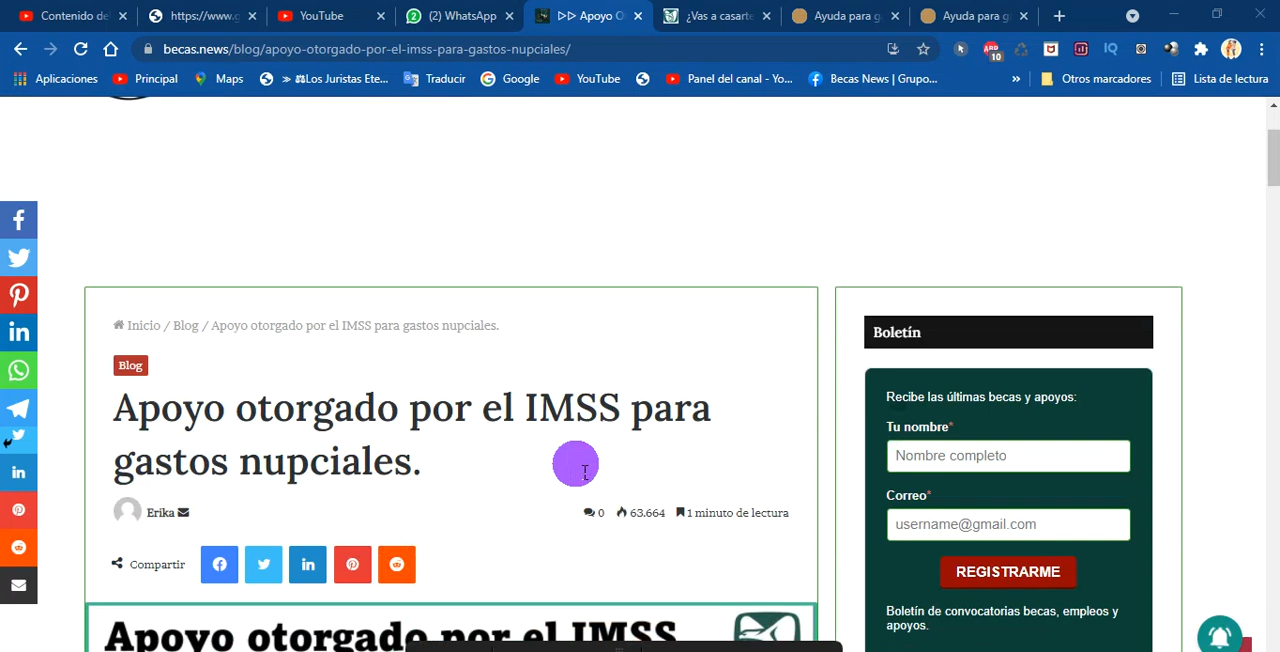 Contenido de
https://www.g
YouTube
(2) WhatsApp
▷▷ Apoyo O
¿Vas a casarte
Ayuda para g
Ayuda para g
becas.news/blog/apoyo-otorgado-por-el-imss-para-gastos-nupciales/
10
IQ
Aplicaciones
Principal
Maps
≫ ⚖Los Juristas Ete...
Traducir
Google
YouTube
Panel del canal - Yo...
Becas News | Grupo...
»
Otros marcadores
Lista de lectura
Inicio / Blog / Apoyo otorgado por el IMSS para gastos nupciales.
Blog
Apoyo otorgado por el IMSS para
gastos nupciales.
Erika
0
63.664
1 minuto de lectura
Compartir
Apoyo otorgado por el IMSS
Boletín
Recibe las últimas becas y apoyos:
Tu nombre*
Nombre completo
Correo*
username@gmail.com
REGISTRARME
Boletín de convocatorias becas, empleos y
apoyos.